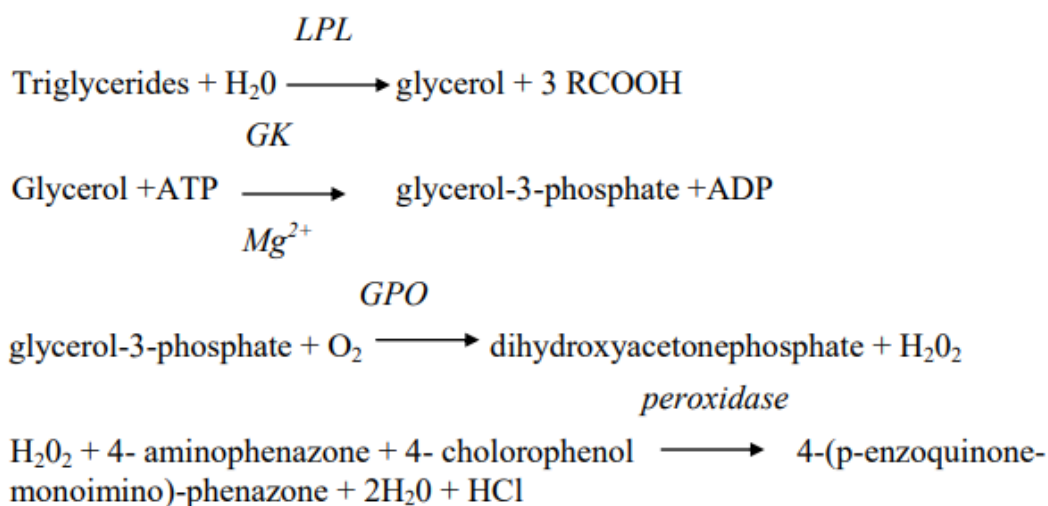 LPL
Triglycerides + H₂0 ⟶ glycerol + 3 RCOOH
GK
Glycerol +ATP ⟶ glycerol-3-phosphate +ADP
Mg²⁺
GPO
glycerol-3-phosphate + O₂ ⟶ dihydroxyacetonephosphate + H₂0₂
peroxidase
H₂0₂ + 4- aminophenazone + 4- cholorophenol ⟶ 4-(p-enzoquinone-
monoimino)-phenazone + 2H₂0 + HCl